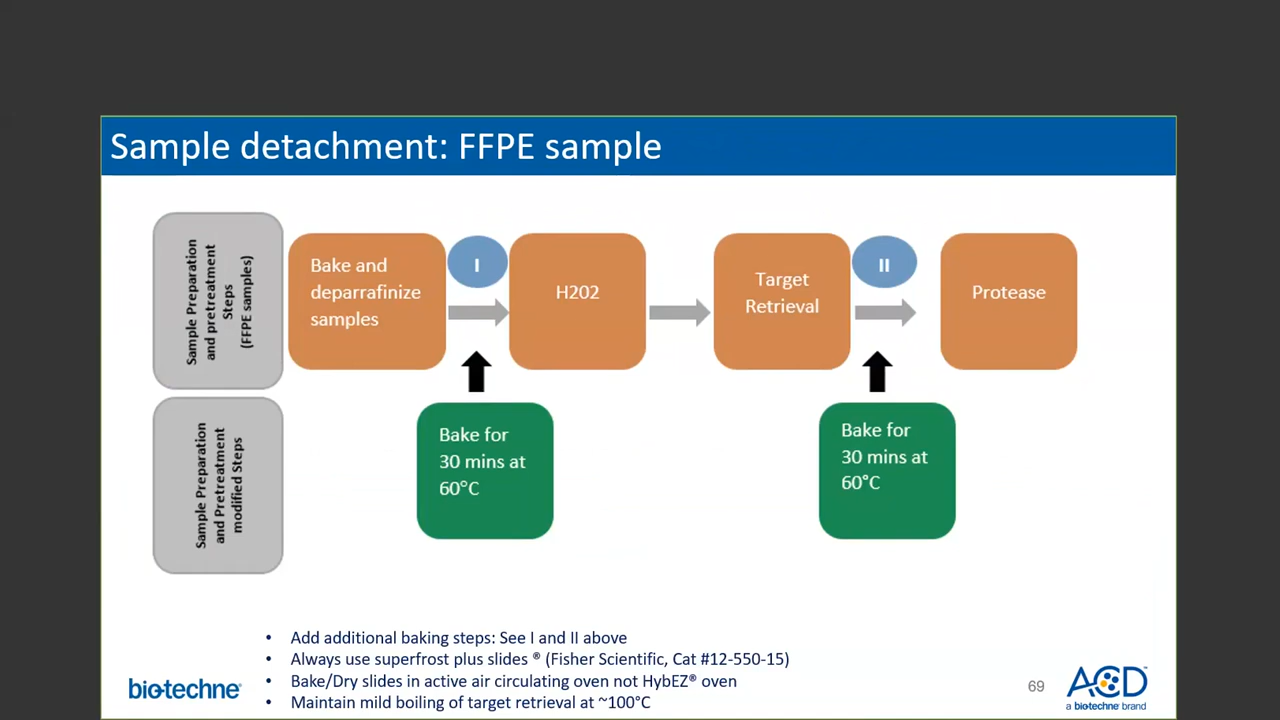 Sample detachment: FFPE sample
Sample Preparation
and pretreatment
Steps
(FFPE samples)
Bake and
deparrafinize
samples
I
H202
Target
Retrieval
II
Protease
Sample Preparation
and Pretreatment
modified Steps
Bake for
30 mins at
60°C
Bake for
30 mins at
60°C
• Add additional baking steps: See I and II above
• Always use superfrost plus slides ® (Fisher Scientific, Cat #12-550-15)
• Bake/Dry slides in active air circulating oven not HybEZ® oven
• Maintain mild boiling of target retrieval at ~100°C
bio-techne®
69
ACD™
a biotechne brand